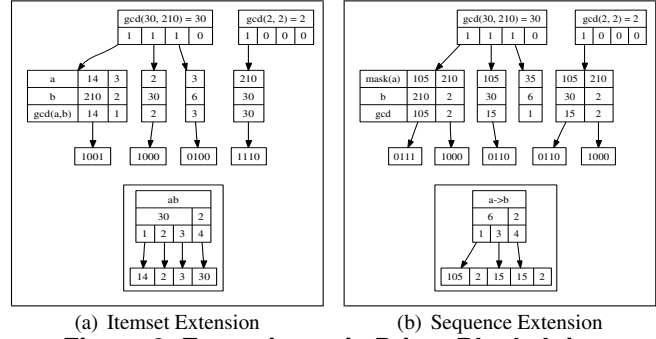 gcd(30, 210) = 30
1 1 1 0
gcd(2, 2) = 2
1 0 0 0
a 14 3
b 210 2
gcd(a,b) 14 1
2
30
2
3
6
3
210
30
30
1001
1000
0100
1110
ab
30 2
1 2 3 4
14 2 3 30
(a) Itemset Extension
gcd(30, 210) = 30
1 1 1 0
gcd(2, 2) = 2
1 0 0 0
mask(a) 105 210
b 210 2
gcd 105 2
105
30
15
35
6
1
105 210
30 2
15 2
0111
1000
0110
0110
1000
a->b
6 2
1 3 4
105 2 15 15 2
(b) Sequence Extension